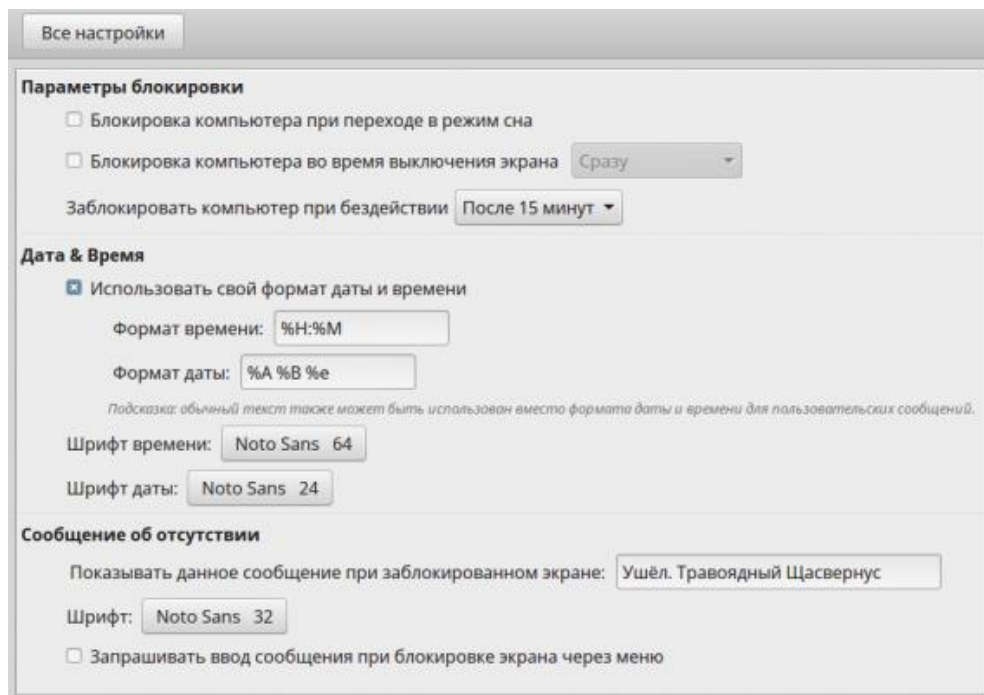 Все настройки
Параметры блокировки
Блокировка компьютера при переходе в режим сна
Блокировка компьютера во время выключения экрана Сразу
Заблокировать компьютер при бездействии После 15 минут
Дата & Время
Использовать свой формат даты и времени
Формат времени: %H:%M
Формат даты: %A %B %e
Подсказка: обычный текст также может быть использован вместо формата даты и времени для пользовательских сообщений.
Шрифт времени: Noto Sans 64
Шрифт даты: Noto Sans 24
Сообщение об отсутствии
Показывать данное сообщение при заблокированном экране: Ушёл. Травоядный Щасвернус
Шрифт: Noto Sans 32
Запрашивать ввод сообщения при блокировке экрана через меню